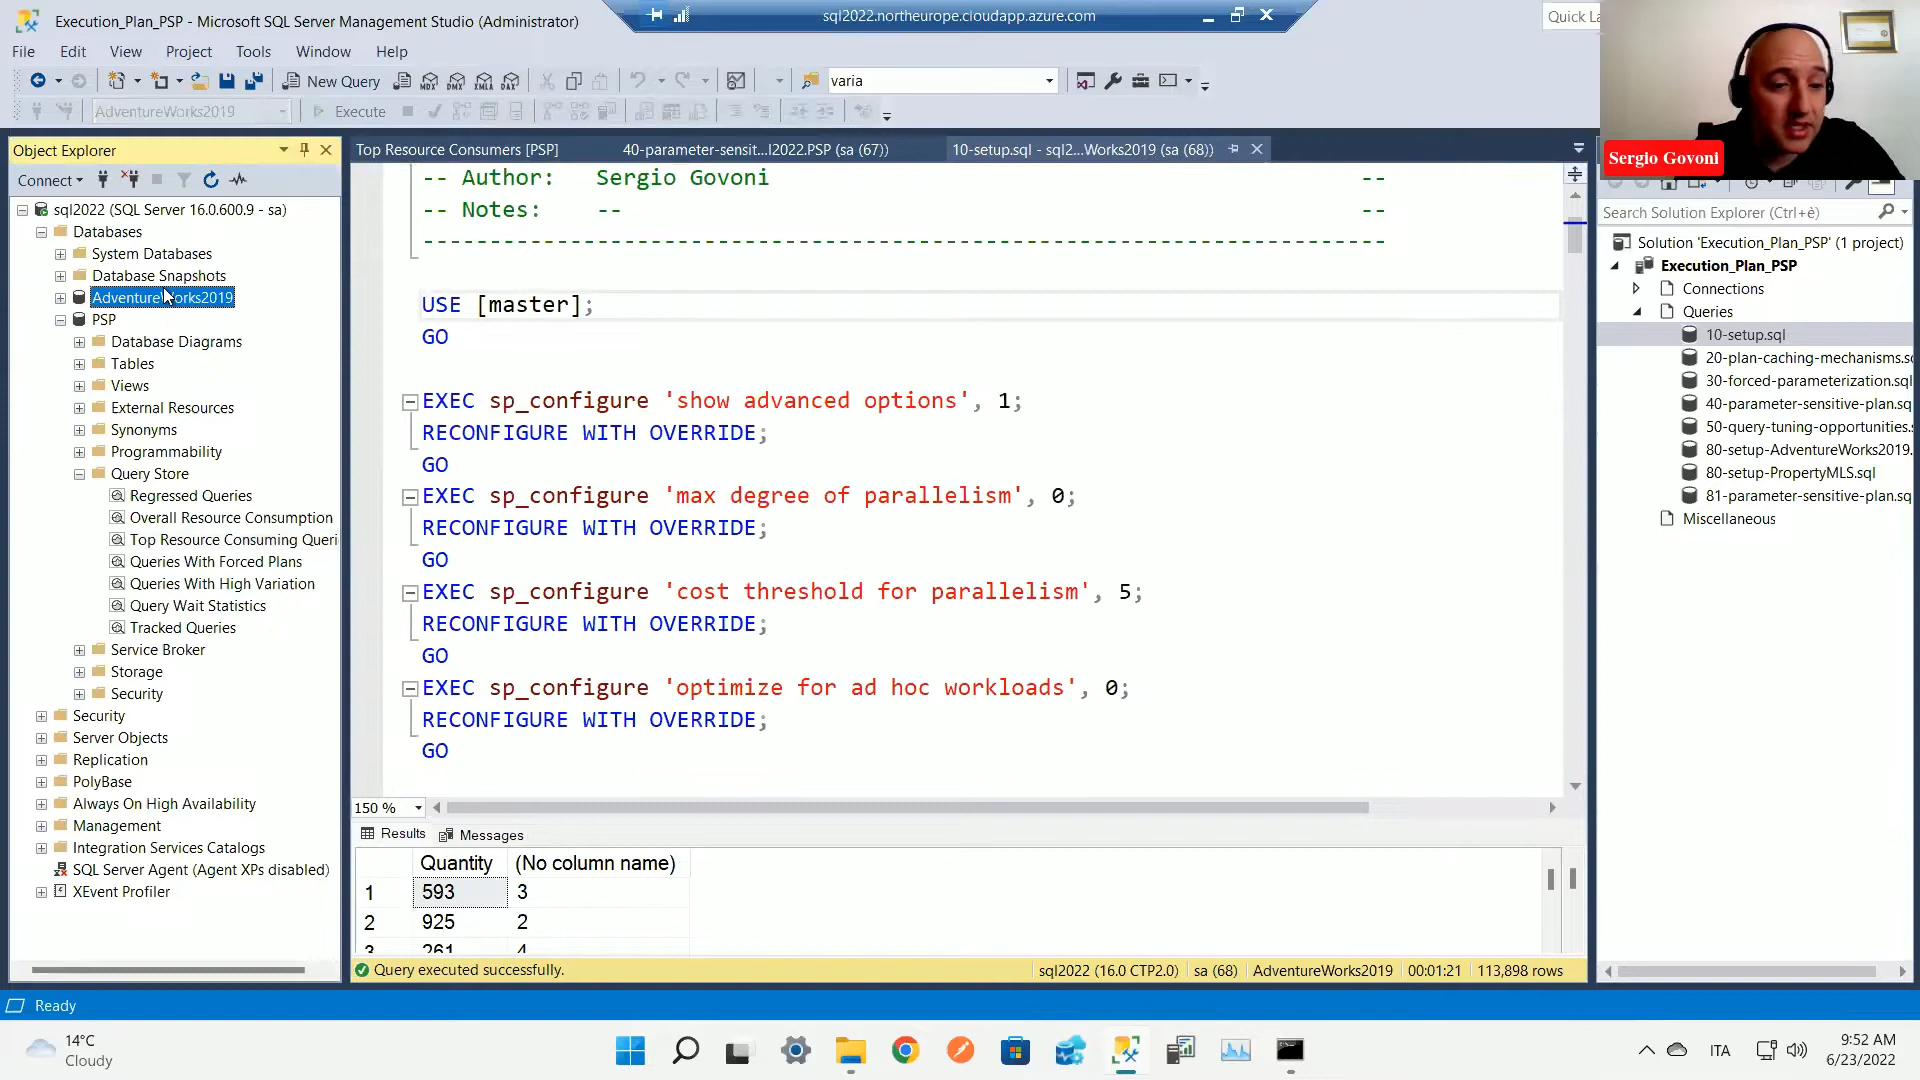 Execution_Plan_PSP - Microsoft SQL Server Management Studio (Administrator)
sql2022.northeurope.cloudapp.azure.com
Quick La
File Edit View Project Tools Window Help
New Query
MDX DMX XMLA DAX
varia
AdventureWorks2019
Execute
Sergio Govoni
Object Explorer
Connect
sql2022 (SQL Server 16.0.600.9 - sa)
Databases
System Databases
Database Snapshots
AdventureWorks2019
PSP
Database Diagrams
Tables
Views
External Resources
Synonyms
Programmability
Query Store
Regressed Queries
Overall Resource Consumption
Top Resource Consuming Queri
Queries With Forced Plans
Queries With High Variation
Query Wait Statistics
Tracked Queries
Service Broker
Storage
Security
Security
Server Objects
Replication
PolyBase
Always On High Availability
Management
Integration Services Catalogs
SQL Server Agent (Agent XPs disabled)
XEvent Profiler
Top Resource Consumers [PSP]
40-parameter-sensit...l2022.PSP (sa (67))
10-setup.sql - sql2...Works2019 (sa (68))
-- Author: Sergio Govoni --
-- Notes: -- --
------------------------------------------------------------------------
USE [master];
GO
EXEC sp_configure 'show advanced options', 1;
RECONFIGURE WITH OVERRIDE;
GO
EXEC sp_configure 'max degree of parallelism', 0;
RECONFIGURE WITH OVERRIDE;
GO
EXEC sp_configure 'cost threshold for parallelism', 5;
RECONFIGURE WITH OVERRIDE;
GO
EXEC sp_configure 'optimize for ad hoc workloads', 0;
RECONFIGURE WITH OVERRIDE;
GO
150 %
Results Messages
Quantity (No column name)
1 593 3
2 925 2
3 261 4
Query executed successfully.
sql2022 (16.0 CTP2.0) sa (68) AdventureWorks2019 00:01:21 113,898 rows
Search Solution Explorer (Ctrl+è)
Solution 'Execution_Plan_PSP' (1 project)
Execution_Plan_PSP
Connections
Queries
10-setup.sql
20-plan-caching-mechanisms.sc
30-forced-parameterization.sql
40-parameter-sensitive-plan.sq
50-query-tuning-opportunities.s
80-setup-AdventureWorks2019.
80-setup-PropertyMLS.sql
81-parameter-sensitive-plan.sq
Miscellaneous
Ready
14°C
Cloudy
ITA
9:52 AM
6/23/2022